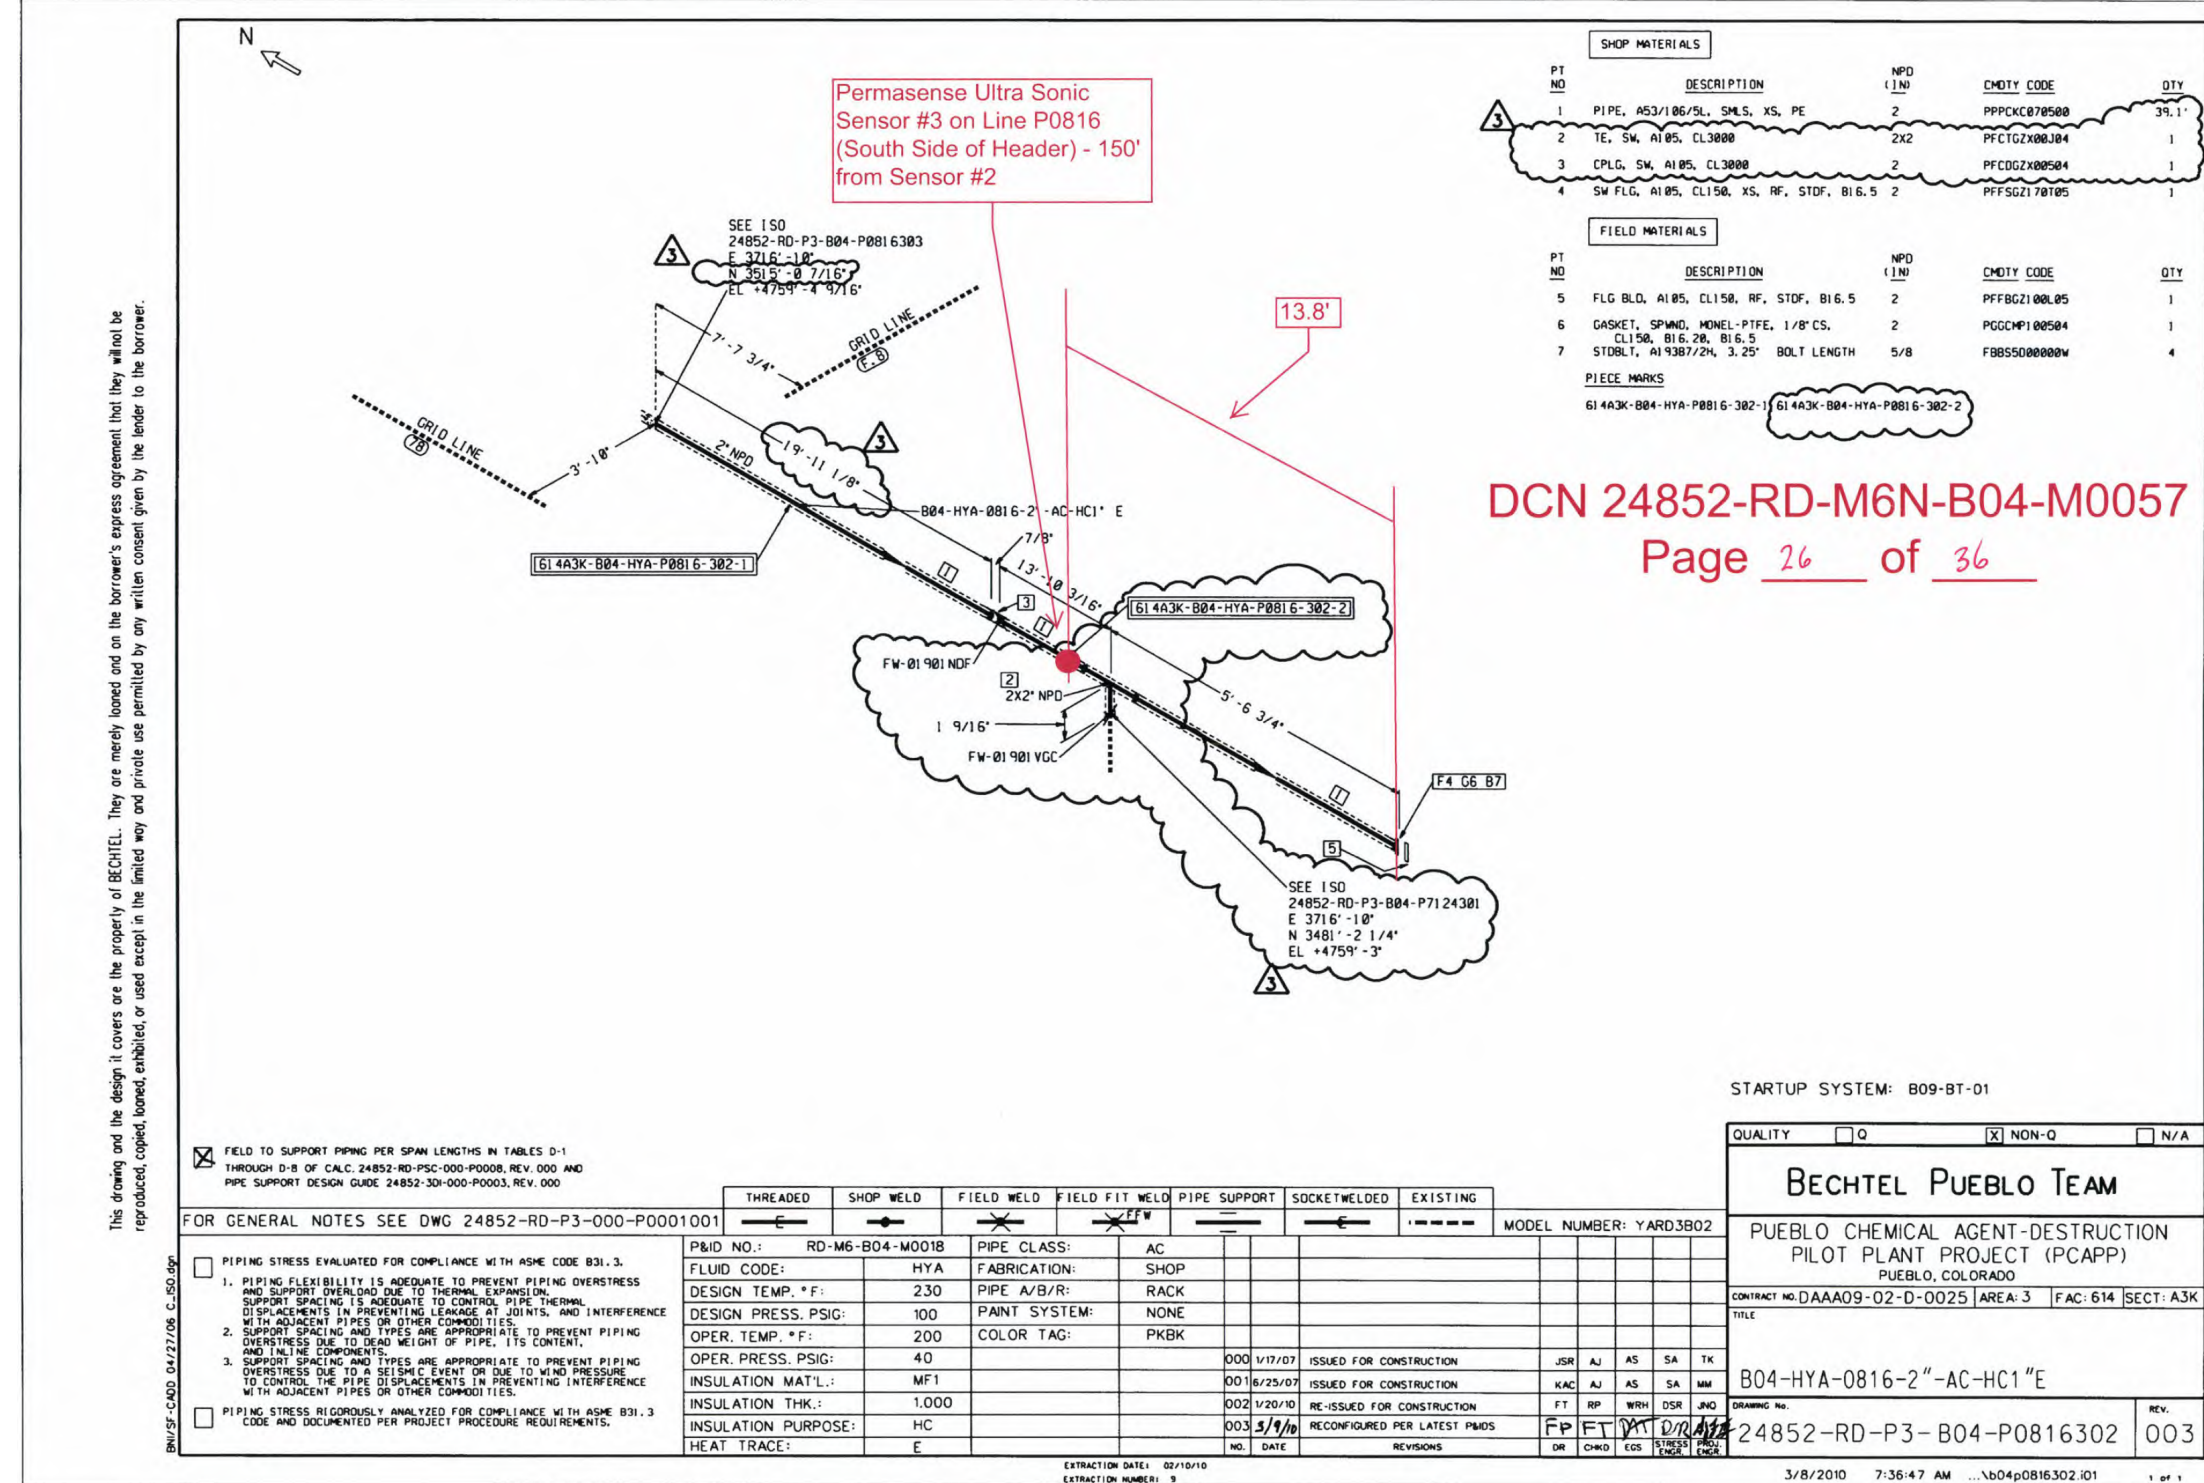 N
Permasense Ultra Sonic
Sensor #3 on Line P0816
(South Side of Header) - 150'
from Sensor #2
SHOP MATERIALS
PT NO DESCRIPTION NPD (IN) CMDTY CODE QTY
3
1 PIPE, A53/106/5L, SMLS, XS, PE 2 PPPCKC070500 39.1'
2 TE, SW, A105, CL3000 2X2 PFCTGZX00J04 1
3 CPLG, SW, A105, CL3000 2 PFCDGZX00504 1
4 SW FLG, A105, CL150, XS, RF, STDF, B16.5 2 PFFSGZ170T05 1
FIELD MATERIALS
PT NO DESCRIPTION NPD (IN) CMDTY CODE QTY
5 FLG BLD, A105, CL150, RF, STDF, B16.5 2 PFFBGZ100L05 1
6 GASKET, SPWND, MONEL-PTFE, 1/8" CS, 2 PGGCMP100504 1
CL150, B16.20, B16.5
7 STDBLT, A193B7/2H, 3.25" BOLT LENGTH 5/8 FBBS5D00000W 4
PIECE MARKS
614A3K-B04-HYA-P0816-302-1 614A3K-B04-HYA-P0816-302-2
DCN 24852-RD-M6N-B04-M0057
Page 26 of 36
SEE ISO
24852-RD-P3-B04-P0816303
E 3716'-10"
N 3515'-0 7/16"
EL +4759'-4 9/16"
3
13.8'
7'-7 3/4"
GRID LINE
F.8
GRID LINE
7B
3'-10"
2" NPD
19'-11 1/8"
3
B04-HYA-0816-2"-AC-HC1" E
7/8"
13'-10 3/16"
614A3K-B04-HYA-P0816-302-1
1
3
1
614A3K-B04-HYA-P0816-302-2
FW-01901NDF
2
2X2" NPD
1 9/16"
FW-01901VGC
5'-6 3/4"
1
F4 G6 B7
5
SEE ISO
24852-RD-P3-B04-P7124301
E 3716'-10"
N 3481'-2 1/4"
EL +4759'-3"
3
This drawing and the design it covers are the property of BECHTEL. They are merely loaned and on the borrower's express agreement that they will not be
reproduced, copied, loaned, exhibited, or used except in the limited way and private use permitted by any written consent given by the lender to the borrower.
BNI/SF-CADD 04/27/06 C_ISO.dgn
STARTUP SYSTEM: B09-BT-01
FIELD TO SUPPORT PIPING PER SPAN LENGTHS IN TABLES D-1
THROUGH D-8 OF CALC. 24852-RD-PSC-000-P0008, REV. 000 AND
PIPE SUPPORT DESIGN GUIDE 24852-3DI-000-P0003, REV. 000
THREADED SHOP WELD FIELD WELD FIELD FIT WELD PIPE SUPPORT SOCKETWELDED EXISTING
FFW
FOR GENERAL NOTES SEE DWG 24852-RD-P3-000-P0001001
MODEL NUMBER: YARD3B02
PIPING STRESS EVALUATED FOR COMPLIANCE WITH ASME CODE B31.3.
1. PIPING FLEXIBILITY IS ADEQUATE TO PREVENT PIPING OVERSTRESS
AND SUPPORT OVERLOAD DUE TO THERMAL EXPANSION.
SUPPORT SPACING IS ADEQUATE TO CONTROL PIPE THERMAL
DISPLACEMENTS IN PREVENTING LEAKAGE AT JOINTS, AND INTERFERENCE
WITH ADJACENT PIPES OR OTHER COMMODITIES.
2. SUPPORT SPACING AND TYPES ARE APPROPRIATE TO PREVENT PIPING
OVERSTRESS DUE TO DEAD WEIGHT OF PIPE, ITS CONTENT,
AND INLINE COMPONENTS.
3. SUPPORT SPACING AND TYPES ARE APPROPRIATE TO PREVENT PIPING
OVERSTRESS DUE TO A SEISMIC EVENT OR DUE TO WIND PRESSURE
TO CONTROL THE PIPE DISPLACEMENTS IN PREVENTING INTERFERENCE
WITH ADJACENT PIPES OR OTHER COMMODITIES.
PIPING STRESS RIGOROUSLY ANALYZED FOR COMPLIANCE WITH ASME B31.3
CODE AND DOCUMENTED PER PROJECT PROCEDURE REQUIREMENTS.
P&ID NO.: RD-M6-B04-M0018 PIPE CLASS: AC
FLUID CODE: HYA FABRICATION: SHOP
DESIGN TEMP. °F: 230 PIPE A/B/R: RACK
DESIGN PRESS. PSIG: 100 PAINT SYSTEM: NONE
OPER. TEMP. °F: 200 COLOR TAG: PKBK
OPER. PRESS. PSIG: 40
INSULATION MAT'L.: MF1
INSULATION THK.: 1.000
INSULATION PURPOSE: HC
HEAT TRACE: E
000 1/17/07 ISSUED FOR CONSTRUCTION JSR AJ AS SA TK
001 6/25/07 ISSUED FOR CONSTRUCTION KAC AJ AS SA MM
002 1/20/10 RE-ISSUED FOR CONSTRUCTION FT RP WRH DSR JNO
003 3/9/10 RECONFIGURED PER LATEST P&IDS FP FT DAT DR
NO. DATE REVISIONS DR CHKD EGS STRESS ENGR. PROJ. ENGR.
QUALITY Q X NON-Q N/A
BECHTEL PUEBLO TEAM
PUEBLO CHEMICAL AGENT-DESTRUCTION
PILOT PLANT PROJECT (PCAPP)
PUEBLO, COLORADO
CONTRACT NO. DAAA09-02-D-0025 AREA: 3 FAC: 614 SECT: A3K
TITLE
B04-HYA-0816-2"-AC-HC1"E
DRAWING No. REV.
24852-RD-P3-B04-P0816302 003
EXTRACTION DATE: 02/10/10
EXTRACTION NUMBER: 9
3/8/2010 7:36:47 AM ...\b04p0816302.i01 1 of 1